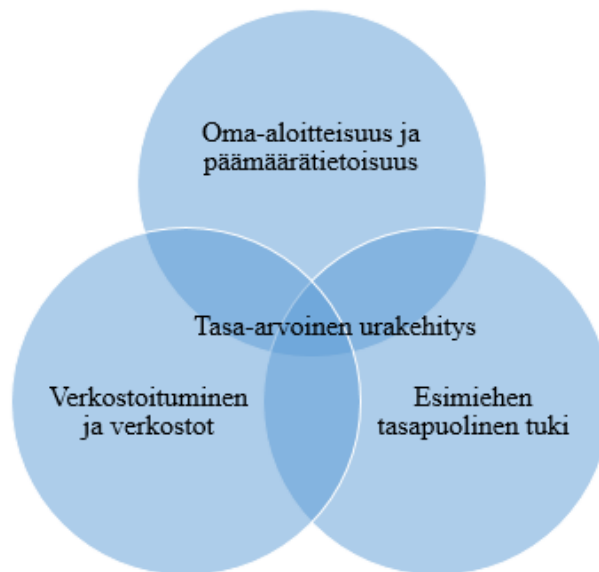 Oma-aloitteisuus ja
päämäärätietoisuus
Tasa-arvoinen urakehitys
Verkostoituminen
ja verkostot
Esimiehen
tasapuolinen tuki